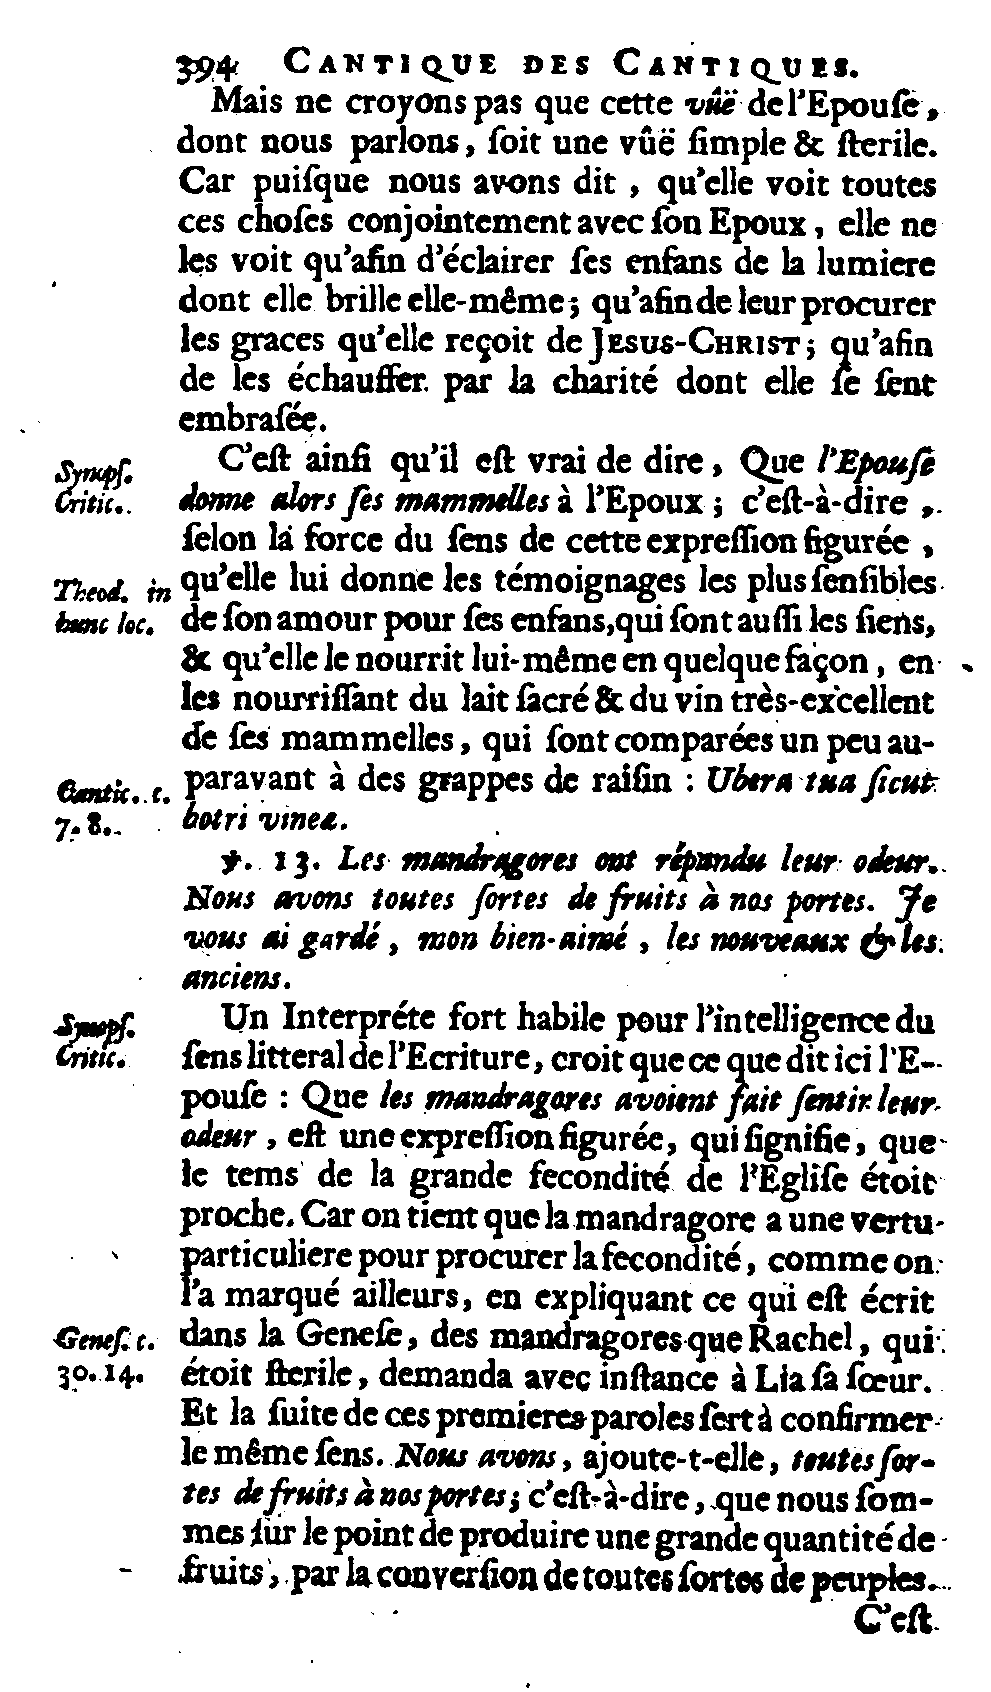 394 CANTIQUE DES CANTIQUES.
Mais ne croyons pas que cette vûë de l'Epouſe,
dont nous parlons, ſoit une vûë ſimple & ſterile.
Car puiſque nous avons dit, qu'elle voit toutes
ces choſes conjointement avec ſon Epoux, elle ne
les voit qu'afin d'éclairer ſes enfans de la lumiere
dont elle brille elle-même; qu'afin de leur procurer
les graces qu'elle reçoit de JESUS-CHRIST; qu'afin
de les échauffer par la charité dont elle ſe ſent
embraſée.
Synopſ.
Critic.
C'eſt ainſi qu'il eſt vrai de dire, Que l'Epouſe
donne alors ſes mammelles à l'Epoux; c'eſt-à-dire,
ſelon la force du ſens de cette expreſſion figurée,
Theod. in
hunc loc.
qu'elle lui donne les témoignages les plus ſenſibles
de ſon amour pour ſes enfans, qui ſont auſſi les ſiens,
& qu'elle le nourrit lui-même en quelque façon, en
les nourriſſant du lait ſacré & du vin très-excellent
de ſes mammelles, qui ſont comparées un peu au-
Cantic. c.
7. 8.
paravant à des grappes de raiſin : Ubera tua ſicut
botri vineæ.
℣. 13. Les mandragores ont répandu leur odeur.
Nous avons toutes ſortes de fruits à nos portes. Je
vous ai gardé, mon bien-aimé, les nouveaux & les
anciens.
Synopſ.
Critic.
Un Interpréte fort habile pour l'intelligence du
ſens litteral de l'Ecriture, croit que ce que dit ici l'E-
pouſe : Que les mandragores avoient fait ſentir leur
odeur, eſt une expreſſion figurée, qui ſignifie, que
le tems de la grande fecondité de l'Egliſe étoit
proche. Car on tient que la mandragore a une vertu
particuliere pour procurer la fecondité, comme on
l'a marqué ailleurs, en expliquant ce qui eſt écrit
Geneſ. c.
30. 14.
dans la Geneſe, des mandragores que Rachel, qui
étoit ſterile, demanda avec inſtance à Lia ſa ſœur.
Et la ſuite de ces premieres paroles ſert à confirmer
le même ſens. Nous avons, ajoute-t-elle, toutes ſor-
tes de fruits à nos portes; c'eſt-à-dire, que nous ſom-
mes ſur le point de produire une grande quantité de
fruits, par la converſion de toutes ſortes de peuples.
C'eſt